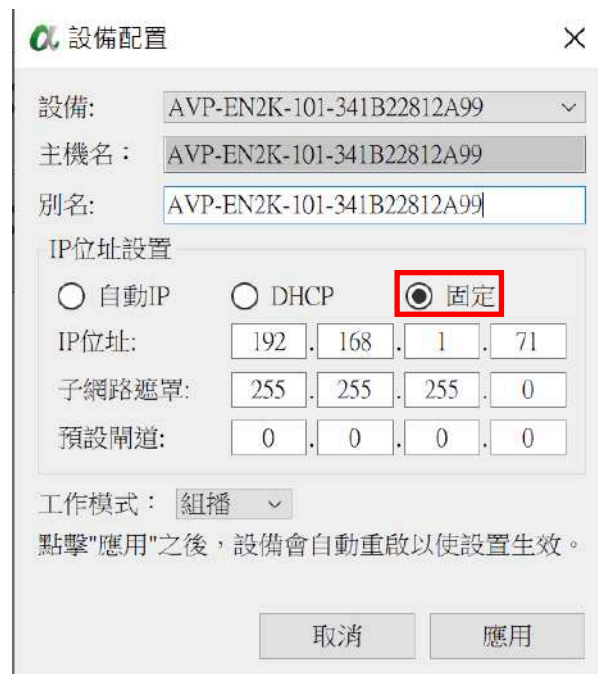 設備配置
設備: AVP-EN2K-101-341B22812A99
主機名： AVP-EN2K-101-341B22812A99
別名: AVP-EN2K-101-341B22812A99
IP位址設置
自動IP DHCP 固定
IP位址: 192 . 168 . 1 . 71
子網路遮罩: 255 . 255 . 255 . 0
預設閘道: 0 . 0 . 0 . 0
工作模式： 組播
點擊"應用"之後，設備會自動重啟以使設置生效。
取消 應用